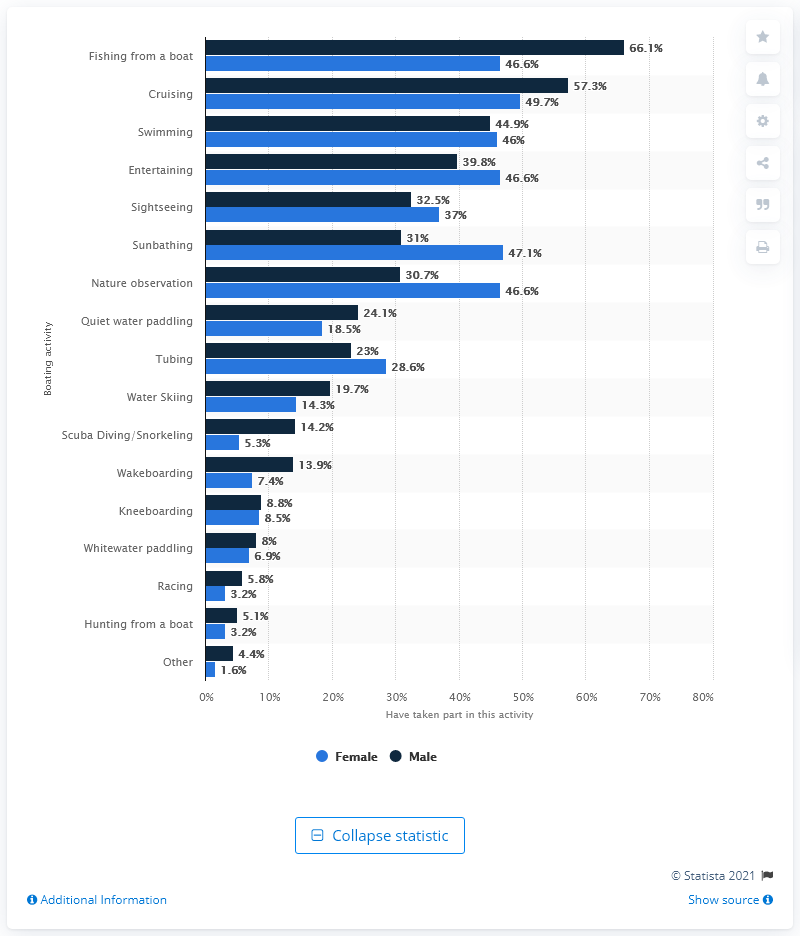 Fishing from a boat 66.1%
46.6%
Cruising 57.3%
49.7%
Swimming 44.9%
46%
Entertaining 39.8%
46.6%
Sightseeing 32.5%
37%
Sunbathing 31%
47.1%
Nature observation 30.7%
46.6%
Quiet water paddling 24.1%
18.5%
Tubing 23%
28.6%
Water Skiing 19.7%
14.3%
Scuba Diving/Snorkeling 14.2%
5.3%
Wakeboarding 13.9%
7.4%
Kneeboarding 8.8%
8.5%
Whitewater paddling 8%
6.9%
Racing 5.8%
3.2%
Hunting from a boat 5.1%
3.2%
Other 4.4%
1.6%
Boating activity
0% 10% 20% 30% 40% 50% 60% 70% 80%
Have taken part in this activity
Female Male
Collapse statistic
© Statista 2021
Additional Information Show source